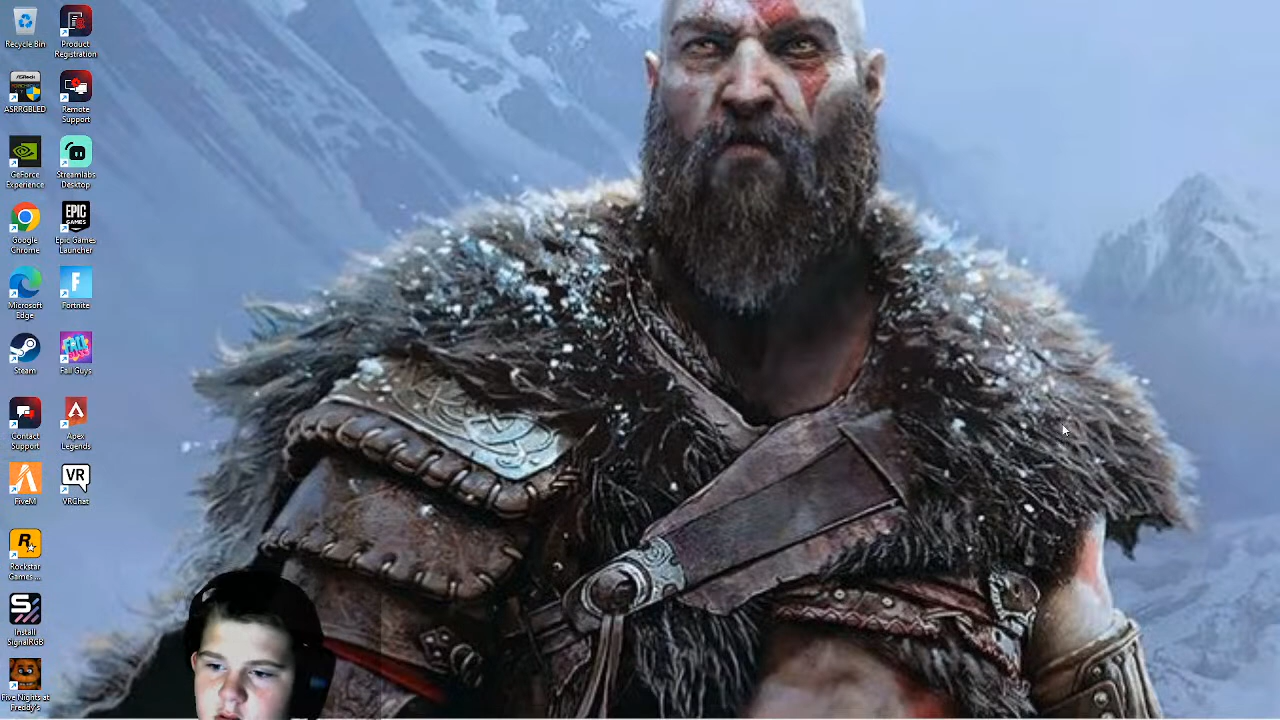 Recycle Bin
Product
Registration
ASRRGBLED
Remote
Support
GeForce
Experience
Streamlabs
Desktop
Google
Chrome
EPIC
GAMES
Epic Games
Launcher
Microsoft
Edge
F
Fortnite
Steam
FALL
GUYS
Fall Guys
Contact
Support
Apex
Legends
FiveM
VR
VRChat
R
Rockstar
Games ...
S
Install
SignalRGB
Five Nights at
Freddy's